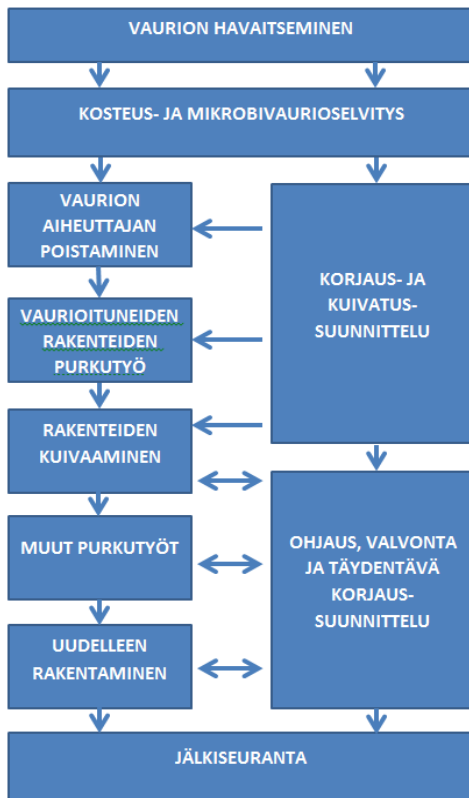 VAURION HAVAITSEMINEN
KOSTEUS- JA MIKROBIVAURIOSELVITYS
VAURION
AIHEUTTAJAN
POISTAMINEN
VAURIOITUNEIDEN
RAKENTEIDEN
PURKUTYÖ
RAKENTEIDEN
KUIVAAMINEN
MUUT PURKUTYÖT
UUDELLEEN
RAKENTAMINEN
KORJAUS- JA
KUIVATUS-
SUUNNITTELU
OHJAUS, VALVONTA
JA TÄYDENTÄVÄ
KORJAUS-
SUUNNITTELU
JÄLKISEURANTA